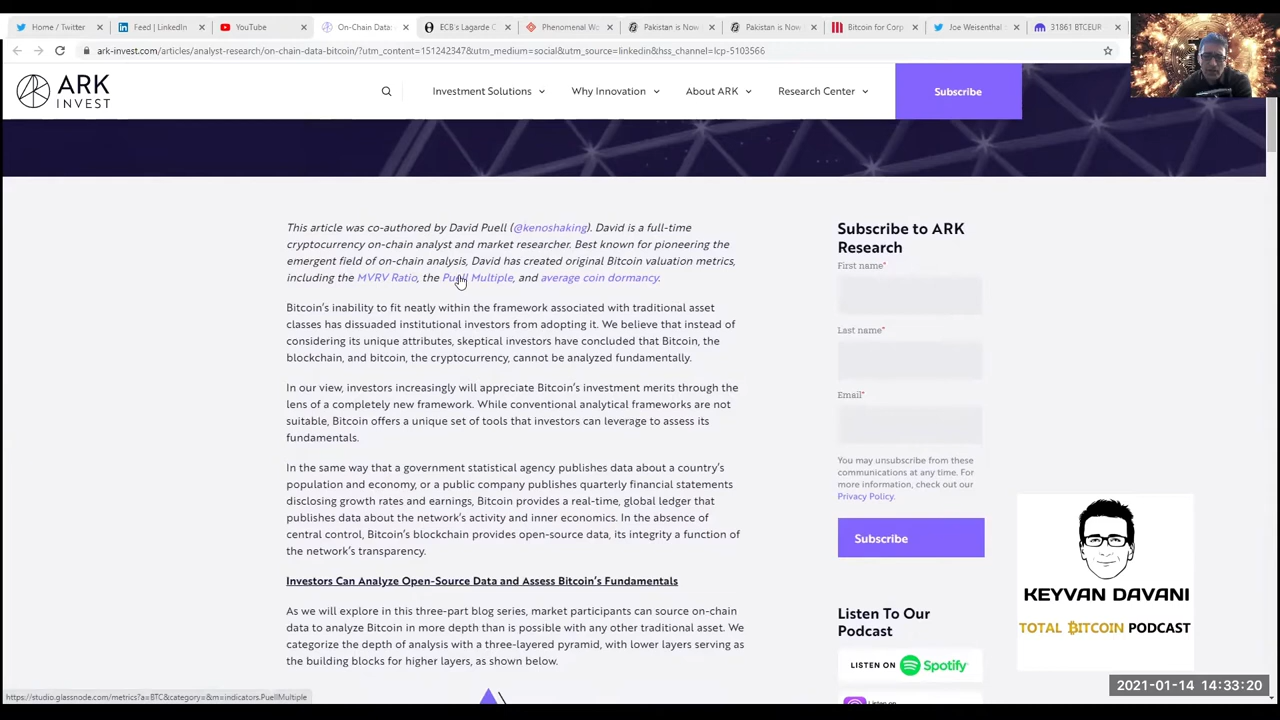 Home / Twitter
Feed | LinkedIn
YouTube
On-Chain Data:
ECB's Lagarde C
Phenomenal Wo
Pakistan is Now
Pakistan is Now
Bitcoin for Corp
Joe Weisenthal
31861 BTCEUR
ark-invest.com/articles/analyst-research/on-chain-data-bitcoin/?utm_content=151242347&utm_medium=social&utm_source=linkedin&hss_channel=lcp-5103566
ARK
INVEST
Investment Solutions
Why Innovation
About ARK
Research Center
Subscribe
This article was co-authored by David Puell (@kenoshaking). David is a full-time
cryptocurrency on-chain analyst and market researcher. Best known for pioneering the
emergent field of on-chain analysis, David has created original Bitcoin valuation metrics,
including the MVRV Ratio, the Puell Multiple, and average coin dormancy.
Bitcoin's inability to fit neatly within the framework associated with traditional asset
classes has dissuaded institutional investors from adopting it. We believe that instead of
considering its unique attributes, skeptical investors have concluded that Bitcoin, the
blockchain, and bitcoin, the cryptocurrency, cannot be analyzed fundamentally.
In our view, investors increasingly will appreciate Bitcoin's investment merits through the
lens of a completely new framework. While conventional analytical frameworks are not
suitable, Bitcoin offers a unique set of tools that investors can leverage to assess its
fundamentals.
In the same way that a government statistical agency publishes data about a country's
population and economy, or a public company publishes quarterly financial statements
disclosing growth rates and earnings, Bitcoin provides a real-time, global ledger that
publishes data about the network's activity and inner economics. In the absence of
central control, Bitcoin's blockchain provides open-source data, its integrity a function of
the network's transparency.
Investors Can Analyze Open-Source Data and Assess Bitcoin's Fundamentals
As we will explore in this three-part blog series, market participants can source on-chain
data to analyze Bitcoin in more depth than is possible with any other traditional asset. We
categorize the depth of analysis with a three-layered pyramid, with lower layers serving as
the building blocks for higher layers, as shown below.
Subscribe to ARK
Research
First name*
Last name*
Email*
You may unsubscribe from these
communications at any time. For
more information, check out our
Privacy Policy.
Subscribe
Listen To Our
Podcast
LISTEN ON Spotify
Listen on
KEYVAN DAVANI
TOTAL BITCOIN PODCAST
2021-01-14 14:33:20
https://studio.glassnode.com/metrics?a=BTC&category=&m=indicators.PuellMultiple